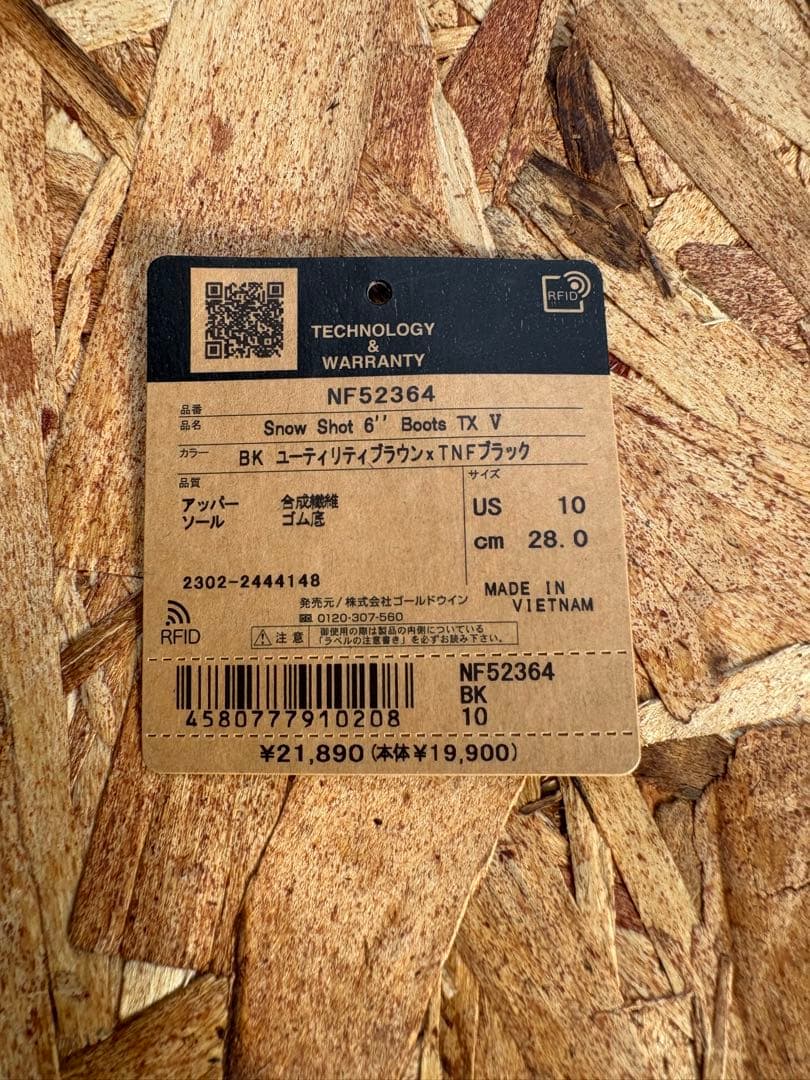 TECHNOLOGY
&
WARRANTY
RFID
品番 NF52364
品名 Snow Shot 6'' Boots TX V
カラー BK ユーティリティブラウンxTNFブラック
品質
アッパー 合成繊維
ソール ゴム底
サイズ
US 10
cm 28.0
2302-2444148
MADE IN
VIETNAM
RFID
発売元/株式会社ゴールドウイン
0120-307-560
注意 御使用の際は製品の内側についている
「ラベルの注意書き」を必ずお読み下さい。
4580777910208
NF52364
BK
10
¥21,890(本体¥19,900)